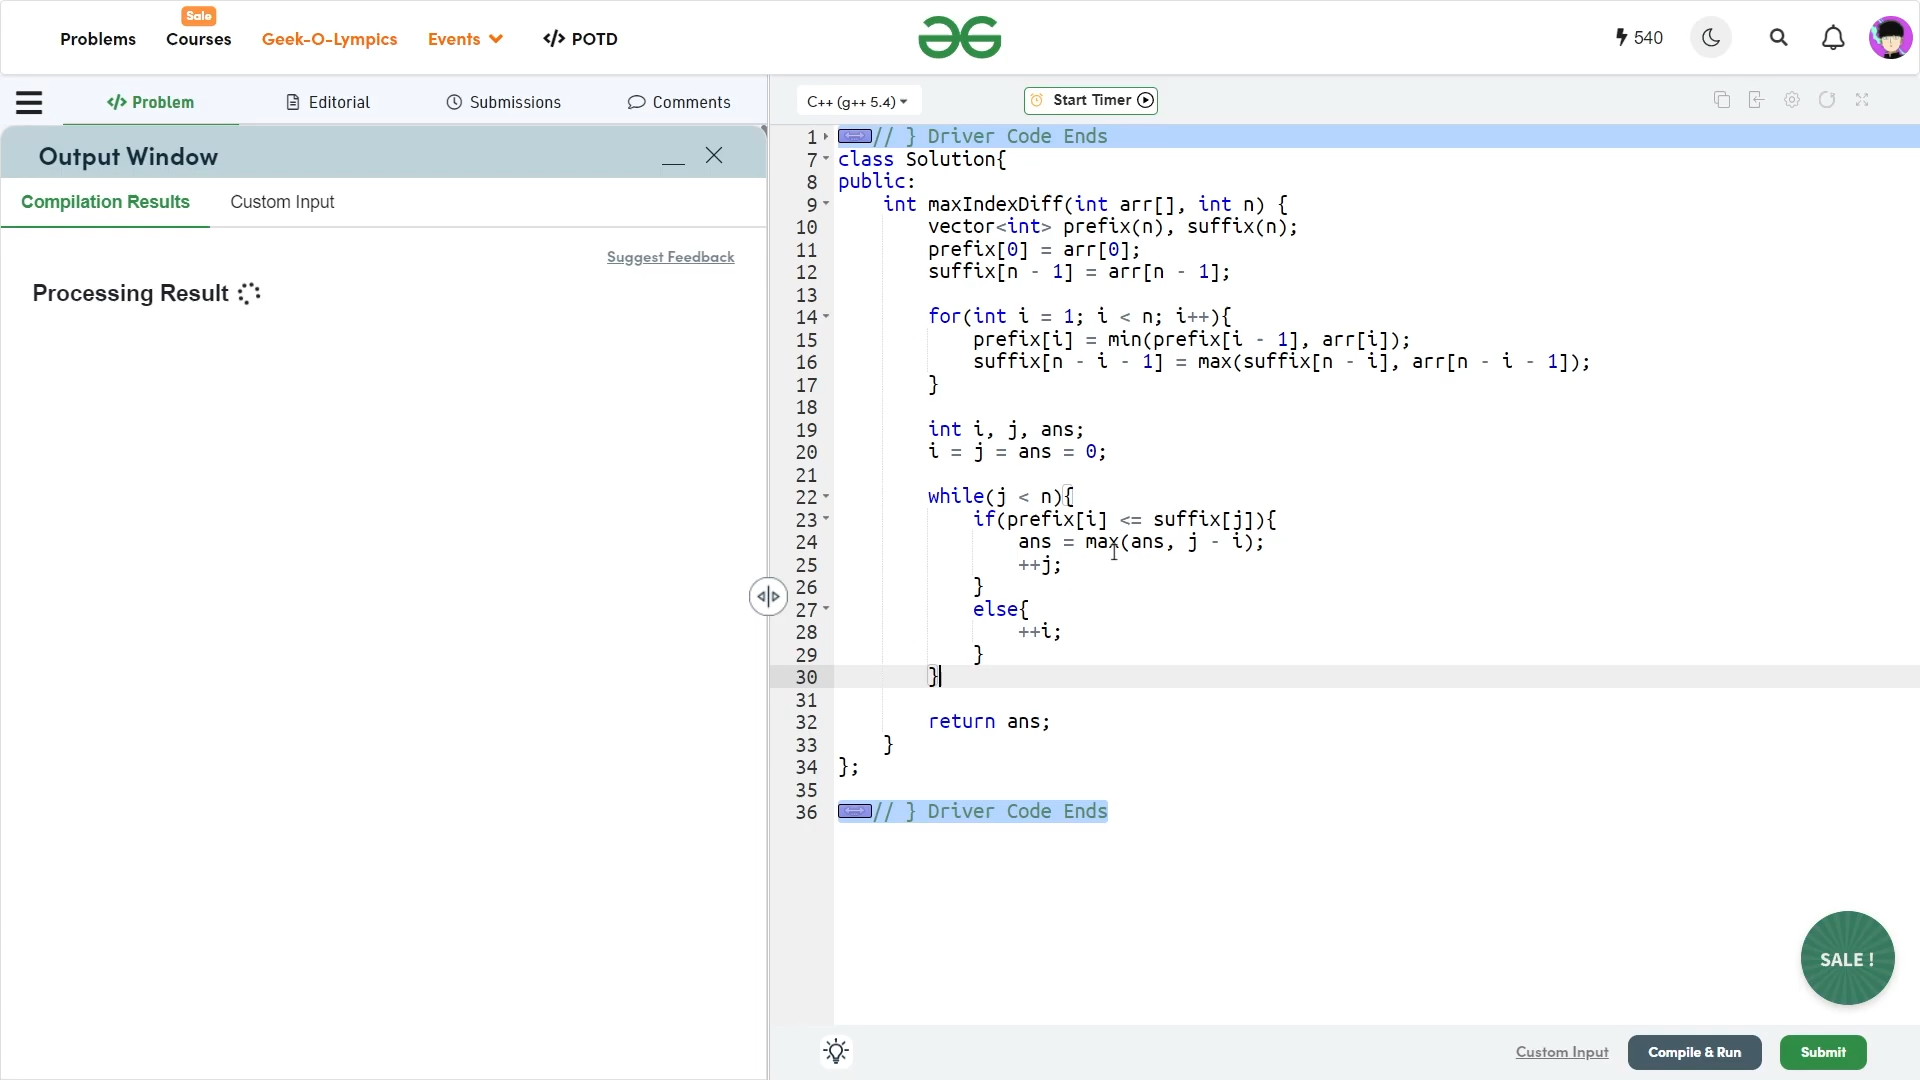 Sale
Problems Courses Geek-O-Lympics Events </> POTD
540
</> Problem Editorial Submissions Comments
C++ (g++ 5.4) Start Timer
Output Window
Compilation Results Custom Input
Suggest Feedback
Processing Result
1 // } Driver Code Ends
7 class Solution{
8 public:
9 int maxIndexDiff(int arr[], int n) {
10 vector<int> prefix(n), suffix(n);
11 prefix[0] = arr[0];
12 suffix[n - 1] = arr[n - 1];
13
14 for(int i = 1; i < n; i++){
15 prefix[i] = min(prefix[i - 1], arr[i]);
16 suffix[n - i - 1] = max(suffix[n - i], arr[n - i - 1]);
17 }
18
19 int i, j, ans;
20 i = j = ans = 0;
21
22 while(j < n){
23 if(prefix[i] <= suffix[j]){
24 ans = max(ans, j - i);
25 ++j;
26 }
27 else{
28 ++i;
29 }
30 }
31
32 return ans;
33 }
34 };
35
36 // } Driver Code Ends
SALE !
Custom Input Compile & Run Submit